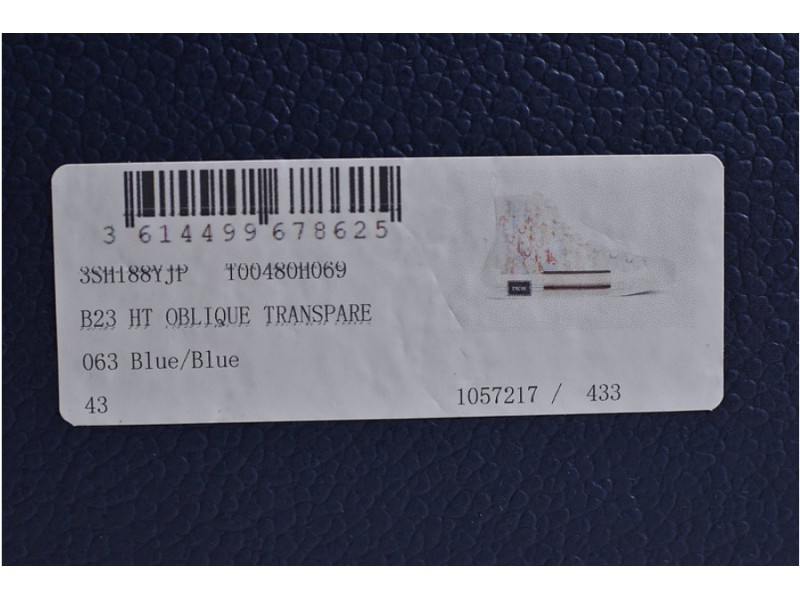 3 614499 678625
3SH188YJP T00480H069
B23 HT OBLIQUE TRANSPARE
063 Blue/Blue
43
1057217 / 433